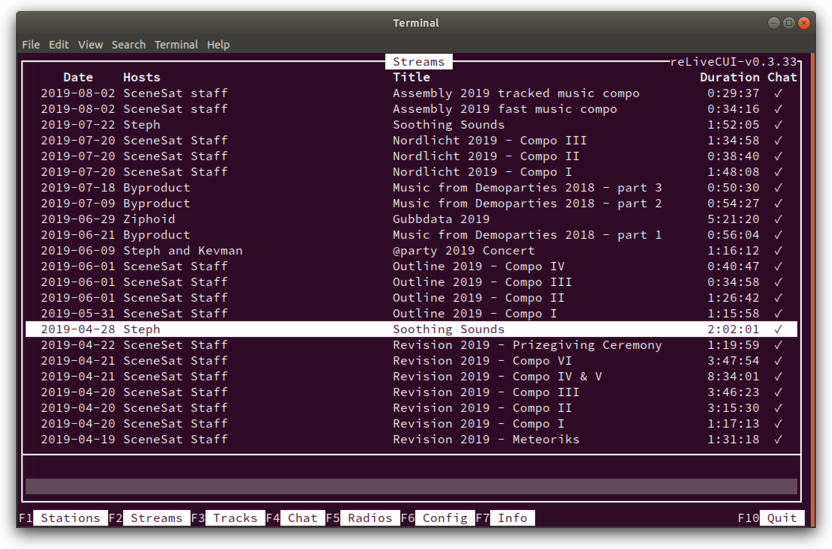 Terminal
File Edit View Search Terminal Help
Streams reLiveCUI-v0.3.33
Date Hosts Title Duration Chat
2019-08-02 SceneSat staff Assembly 2019 tracked music compo 0:29:37 ✓
2019-08-02 SceneSat staff Assembly 2019 fast music compo 0:34:16 ✓
2019-07-22 Steph Soothing Sounds 1:52:05 ✓
2019-07-20 SceneSat Staff Nordlicht 2019 - Compo III 1:34:58 ✓
2019-07-20 SceneSat Staff Nordlicht 2019 - Compo II 0:38:40 ✓
2019-07-20 SceneSat Staff Nordlicht 2019 - Compo I 1:48:08 ✓
2019-07-18 Byproduct Music from Demoparties 2018 - part 3 0:50:30 ✓
2019-07-09 Byproduct Music from Demoparties 2018 - part 2 0:54:27 ✓
2019-06-29 Ziphoid Gubbdata 2019 5:21:20 ✓
2019-06-21 Byproduct Music from Demoparties 2018 - part 1 0:56:04 ✓
2019-06-09 Steph and Kevman @party 2019 Concert 1:16:12 ✓
2019-06-01 SceneSat Staff Outline 2019 - Compo IV 0:40:47 ✓
2019-06-01 SceneSat Staff Outline 2019 - Compo III 0:34:58 ✓
2019-06-01 SceneSat Staff Outline 2019 - Compo II 1:26:42 ✓
2019-05-31 SceneSat Staff Outline 2019 - Compo I 1:15:58 ✓
2019-04-28 Steph Soothing Sounds 2:02:01 ✓
2019-04-22 SceneSet Staff Revision 2019 - Prizegiving Ceremony 1:19:59 ✓
2019-04-21 SceneSat Staff Revision 2019 - Compo VI 3:47:54 ✓
2019-04-21 SceneSat Staff Revision 2019 - Compo IV & V 8:34:01 ✓
2019-04-20 SceneSat Staff Revision 2019 - Compo III 3:46:23 ✓
2019-04-20 SceneSat Staff Revision 2019 - Compo II 3:15:30 ✓
2019-04-20 SceneSat Staff Revision 2019 - Compo I 1:17:13 ✓
2019-04-19 SceneSat Staff Revision 2019 - Meteoriks 1:31:18 ✓
F1 Stations F2 Streams F3 Tracks F4 Chat F5 Radios F6 Config F7 Info F10 Quit